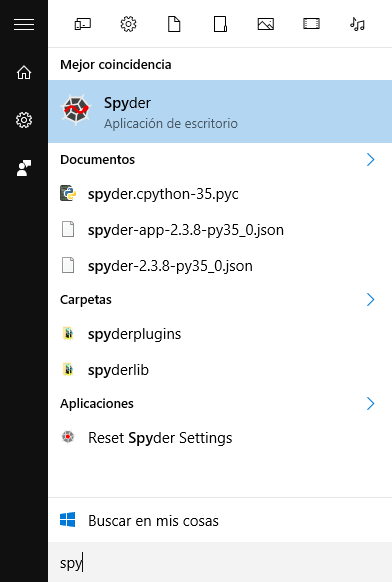 Mejor coincidencia
Spyder
Aplicación de escritorio
Documentos
spyder.cpython-35.pyc
spyder-app-2.3.8-py35_0.json
spyder-2.3.8-py35_0.json
Carpetas
spyderplugins
spyderlib
Aplicaciones
Reset Spyder Settings
Buscar en mis cosas
spy